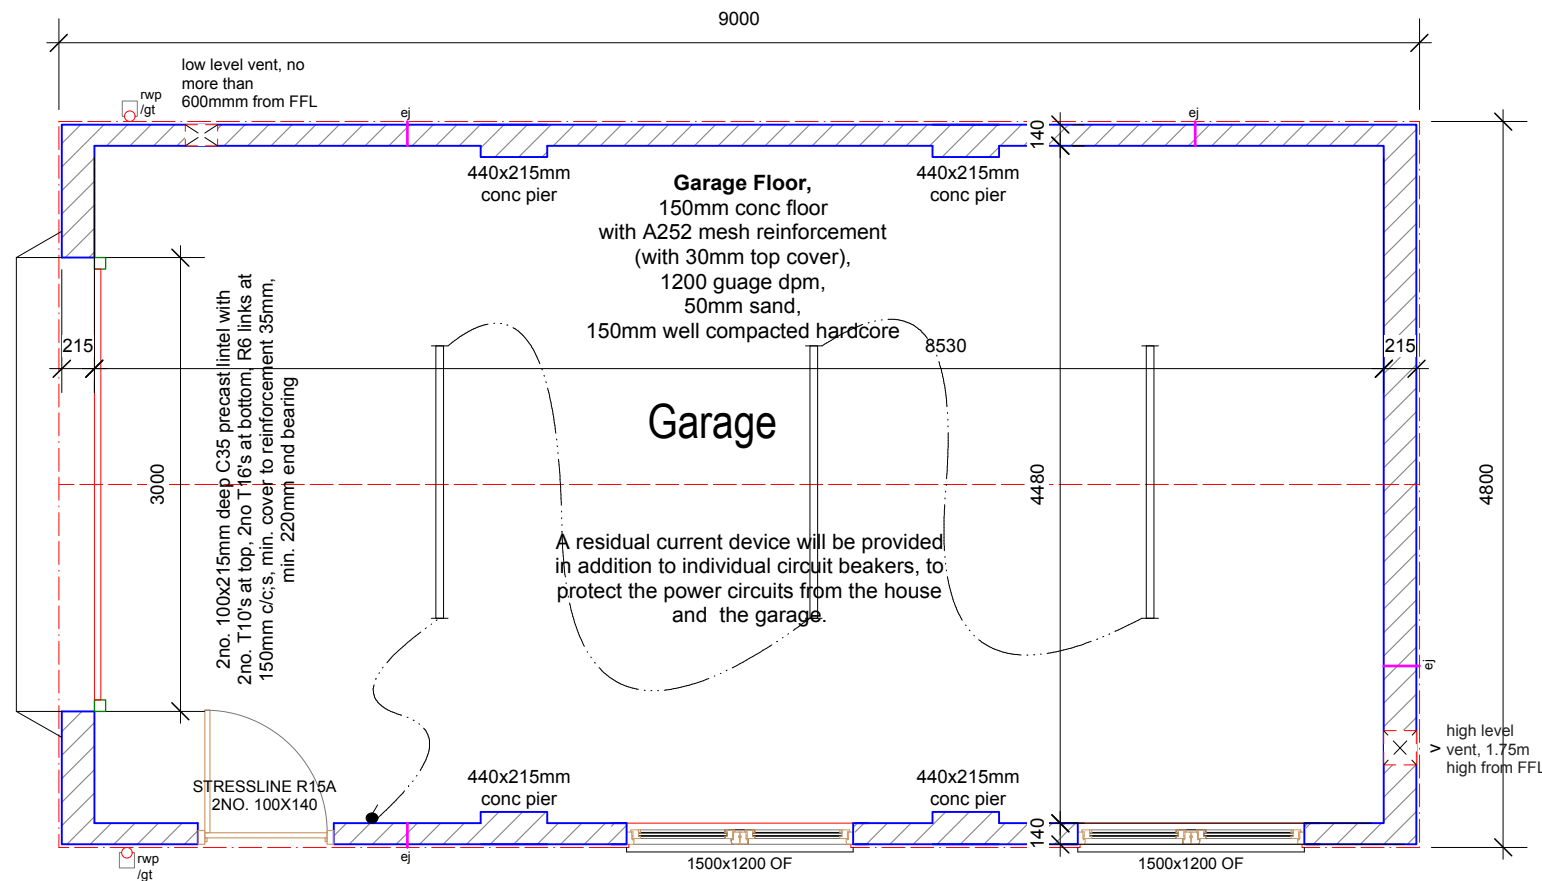 9000
low level vent, no
more than
600mmm from FFL
rwp
/gt
ej
ej
140
440x215mm
conc pier
440x215mm
conc pier
Garage Floor,
150mm conc floor
with A252 mesh reinforcement
(with 30mm top cover),
1200 guage dpm,
50mm sand,
150mm well compacted hardcore
215
8530
215
2no. 100x215mm deep C35 precast lintel with
2no. T10's at top, 2no T16's at bottom, R6 links at
150mm c/c;s, min. cover to reinforcement 35mm,
min. 220mm end bearing
Garage
3000
4480
4800
A residual current device will be provided
in addition to individual circuit beakers, to
protect the power circuits from the house
and the garage.
ej
high level
vent, 1.75m
high from FFL
STRESSLINE R15A
2NO. 100X140
440x215mm
conc pier
440x215mm
conc pier
140
rwp
/gt
ej
1500x1200 OF
1500x1200 OF